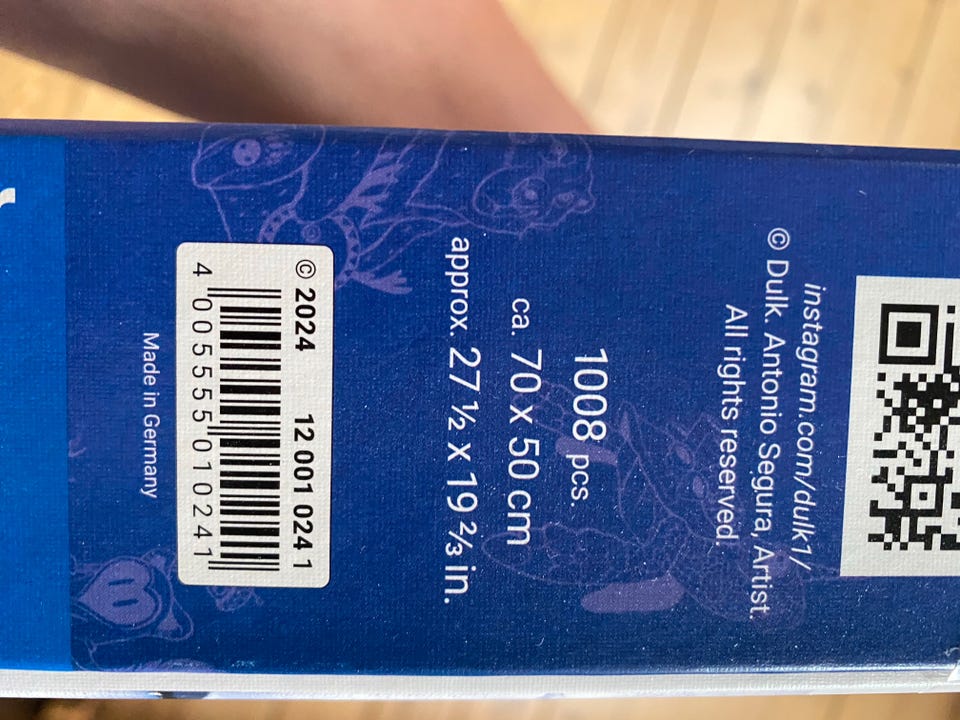 instagram.com/dulk1/
© Dulk. Antonio Segura, Artist.
All rights reserved.
1008 pcs.
ca. 70 x 50 cm
approx. 27 ½ x 19 ⅔ in.
© 2024 12 001 024 1
4 005555 010241
Made in Germany